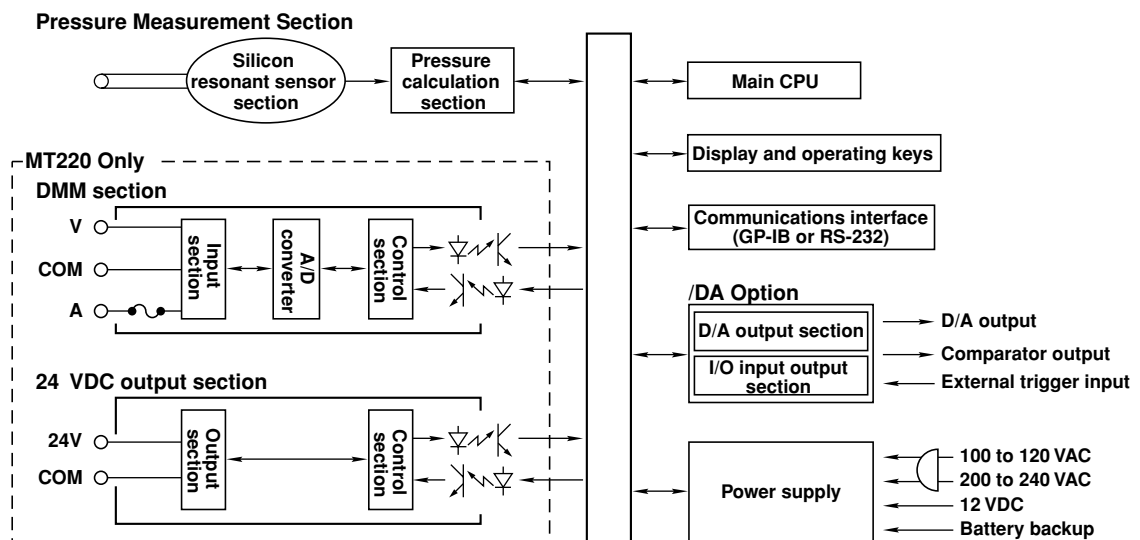 Pressure Measurement Section
Silicon
resonant sensor
section
Pressure
calculation
section
MT220 Only
DMM section
V
COM
A
Input
section
A/D
converter
Control
section
24 VDC output section
24V
COM
Output
section
Control
section
Main CPU
Display and operating keys
Communications interface
(GP-IB or RS-232)
/DA Option
D/A output section
I/O input output
section
D/A output
Comparator output
External trigger input
Power supply
100 to 120 VAC
200 to 240 VAC
12 VDC
Battery backup